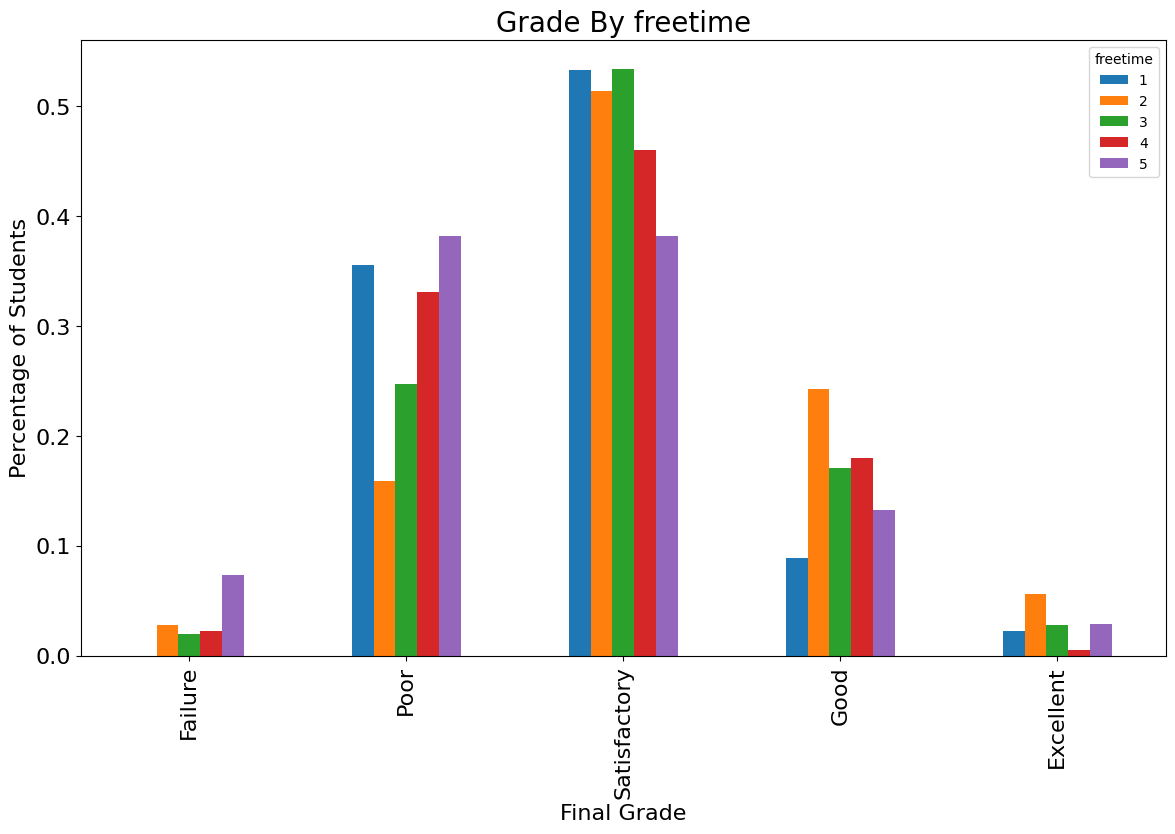 Grade By freetime
freetime
1
2
3
4
5
Percentage of Students
0.5
0.4
0.3
0.2
0.1
0.0
Failure
Poor
Satisfactory
Good
Excellent
Final Grade